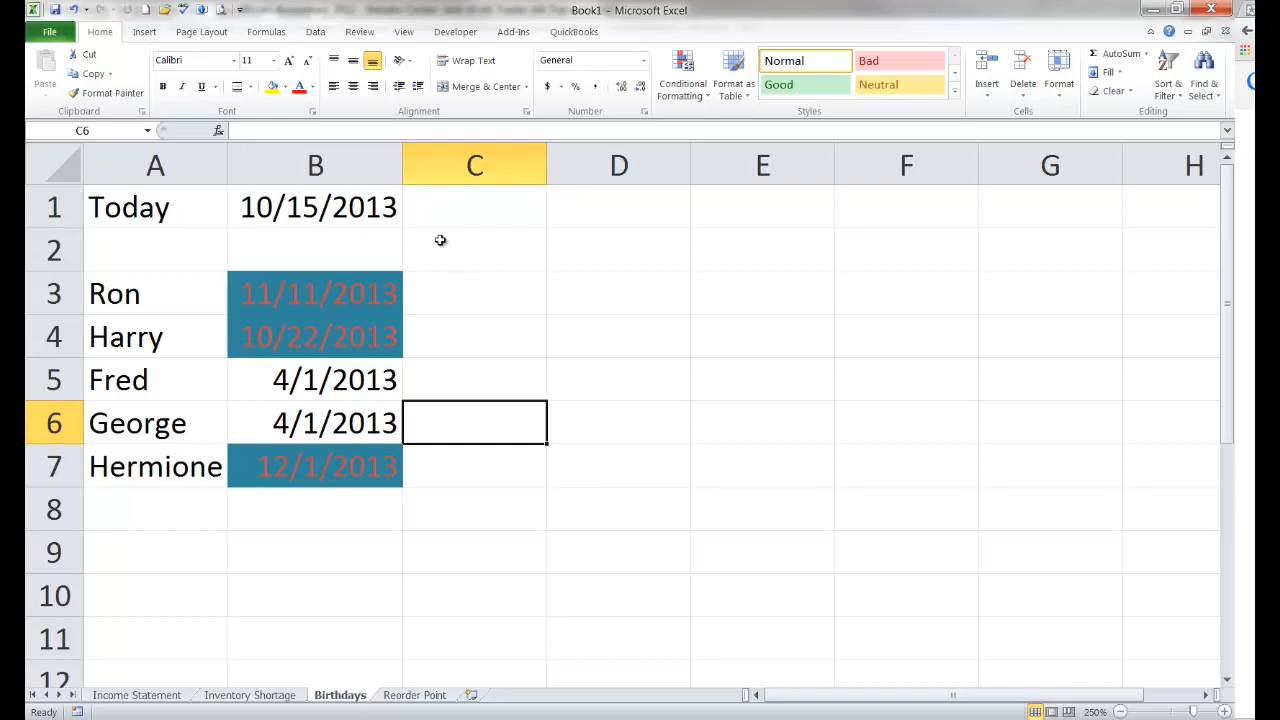 Book1 - Microsoft Excel
File Home Insert Page Layout Formulas Data Review View Developer Add-Ins QuickBooks
Cut
Copy
Format Painter
Paste
Clipboard
Calibri 11
B I U
Font
Wrap Text
Merge & Center
Alignment
General
$ % ,
Number
Conditional Formatting
Format as Table
Normal Bad
Good Neutral
Styles
Insert Delete Format
Cells
AutoSum
Fill
Clear
Sort & Filter
Find & Select
Editing
C6 fx
A B C D E F G H
1 Today 10/15/2013
2
3 Ron 11/11/2013
4 Harry 10/22/2013
5 Fred 4/1/2013
6 George 4/1/2013
7 Hermione 12/1/2013
8
9
10
11
12
Income Statement Inventory Shortage Birthdays Reorder Point
Ready 250%